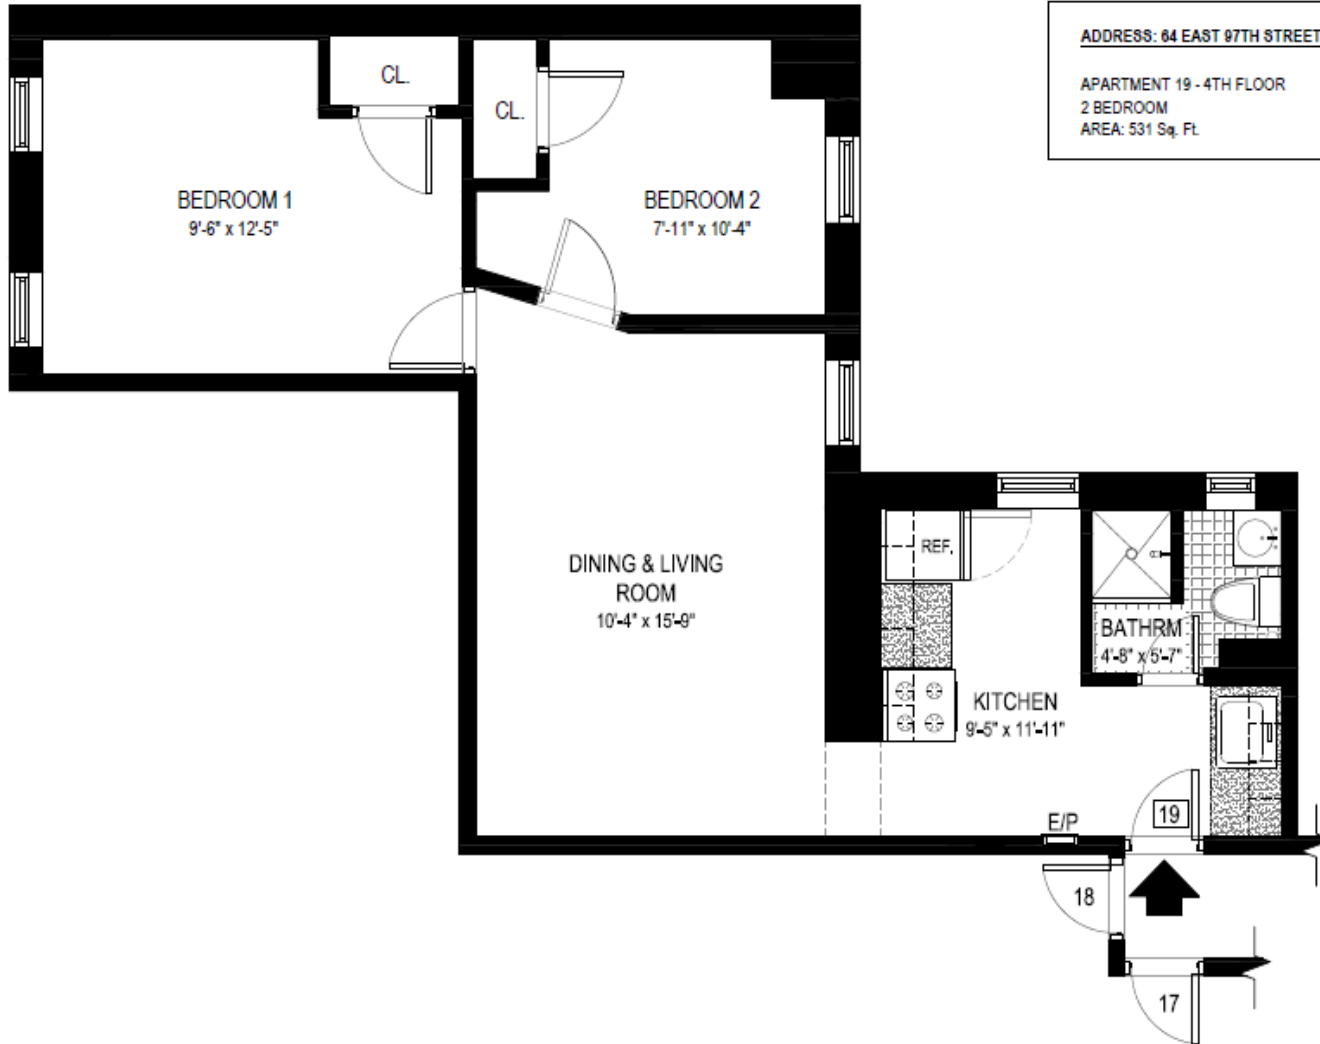 ADDRESS: 64 EAST 97TH STREET
APARTMENT 19 - 4TH FLOOR
2 BEDROOM
AREA: 531 Sq. Ft.
CL.
CL.
BEDROOM 1
9'-6" x 12'-5"
BEDROOM 2
7'-11" x 10'-4"
DINING & LIVING
ROOM
10'-4" x 15'-9"
REF.
BATHRM
4'-8" x 5'-7"
KITCHEN
9'-5" x 11'-11"
E/P
19
18
17